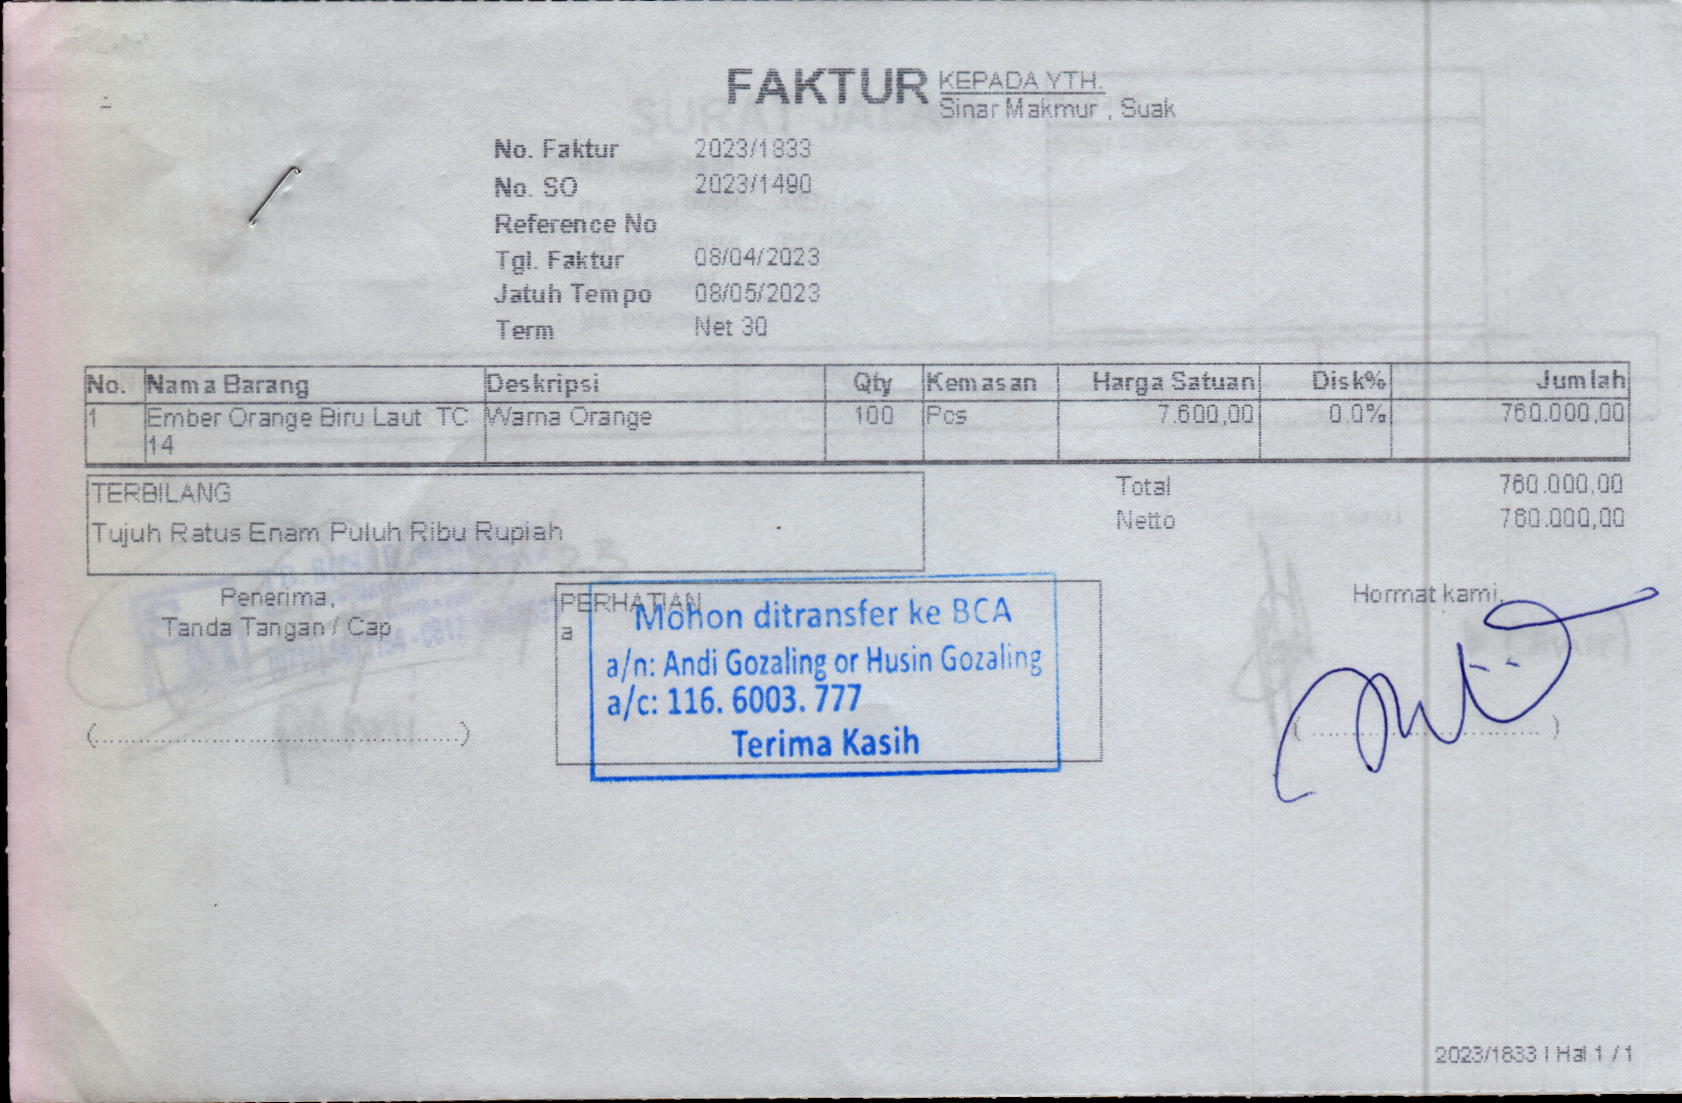 FAKTUR
KEPADA YTH.
Sinar Makmur , Suak
No. Faktur 2023/1833
No. SO 2023/1490
Reference No
Tgl. Faktur 08/04/2023
Jatuh Tempo 08/05/2023
Term Net 30
No. Nama Barang Deskripsi Qty Kemasan Harga Satuan Disk% Jumlah
1 Ember Orange Biru Laut TC Warna Orange 100 Pcs 7.600,00 0.0% 760.000,00
14
TERBILANG
Tujuh Ratus Enam Puluh Ribu Rupiah
Total 760.000,00
Netto 760.000,00
Penerima,
Tanda Tangan / Cap
(......................................................)
PERHATIAN
a
Mohon ditransfer ke BCA
a/n: Andi Gozaling or Husin Gozaling
a/c: 116. 6003. 777
Terima Kasih
Hormat kami,
( ................................. )
2023/1833 | Hal 1 / 1